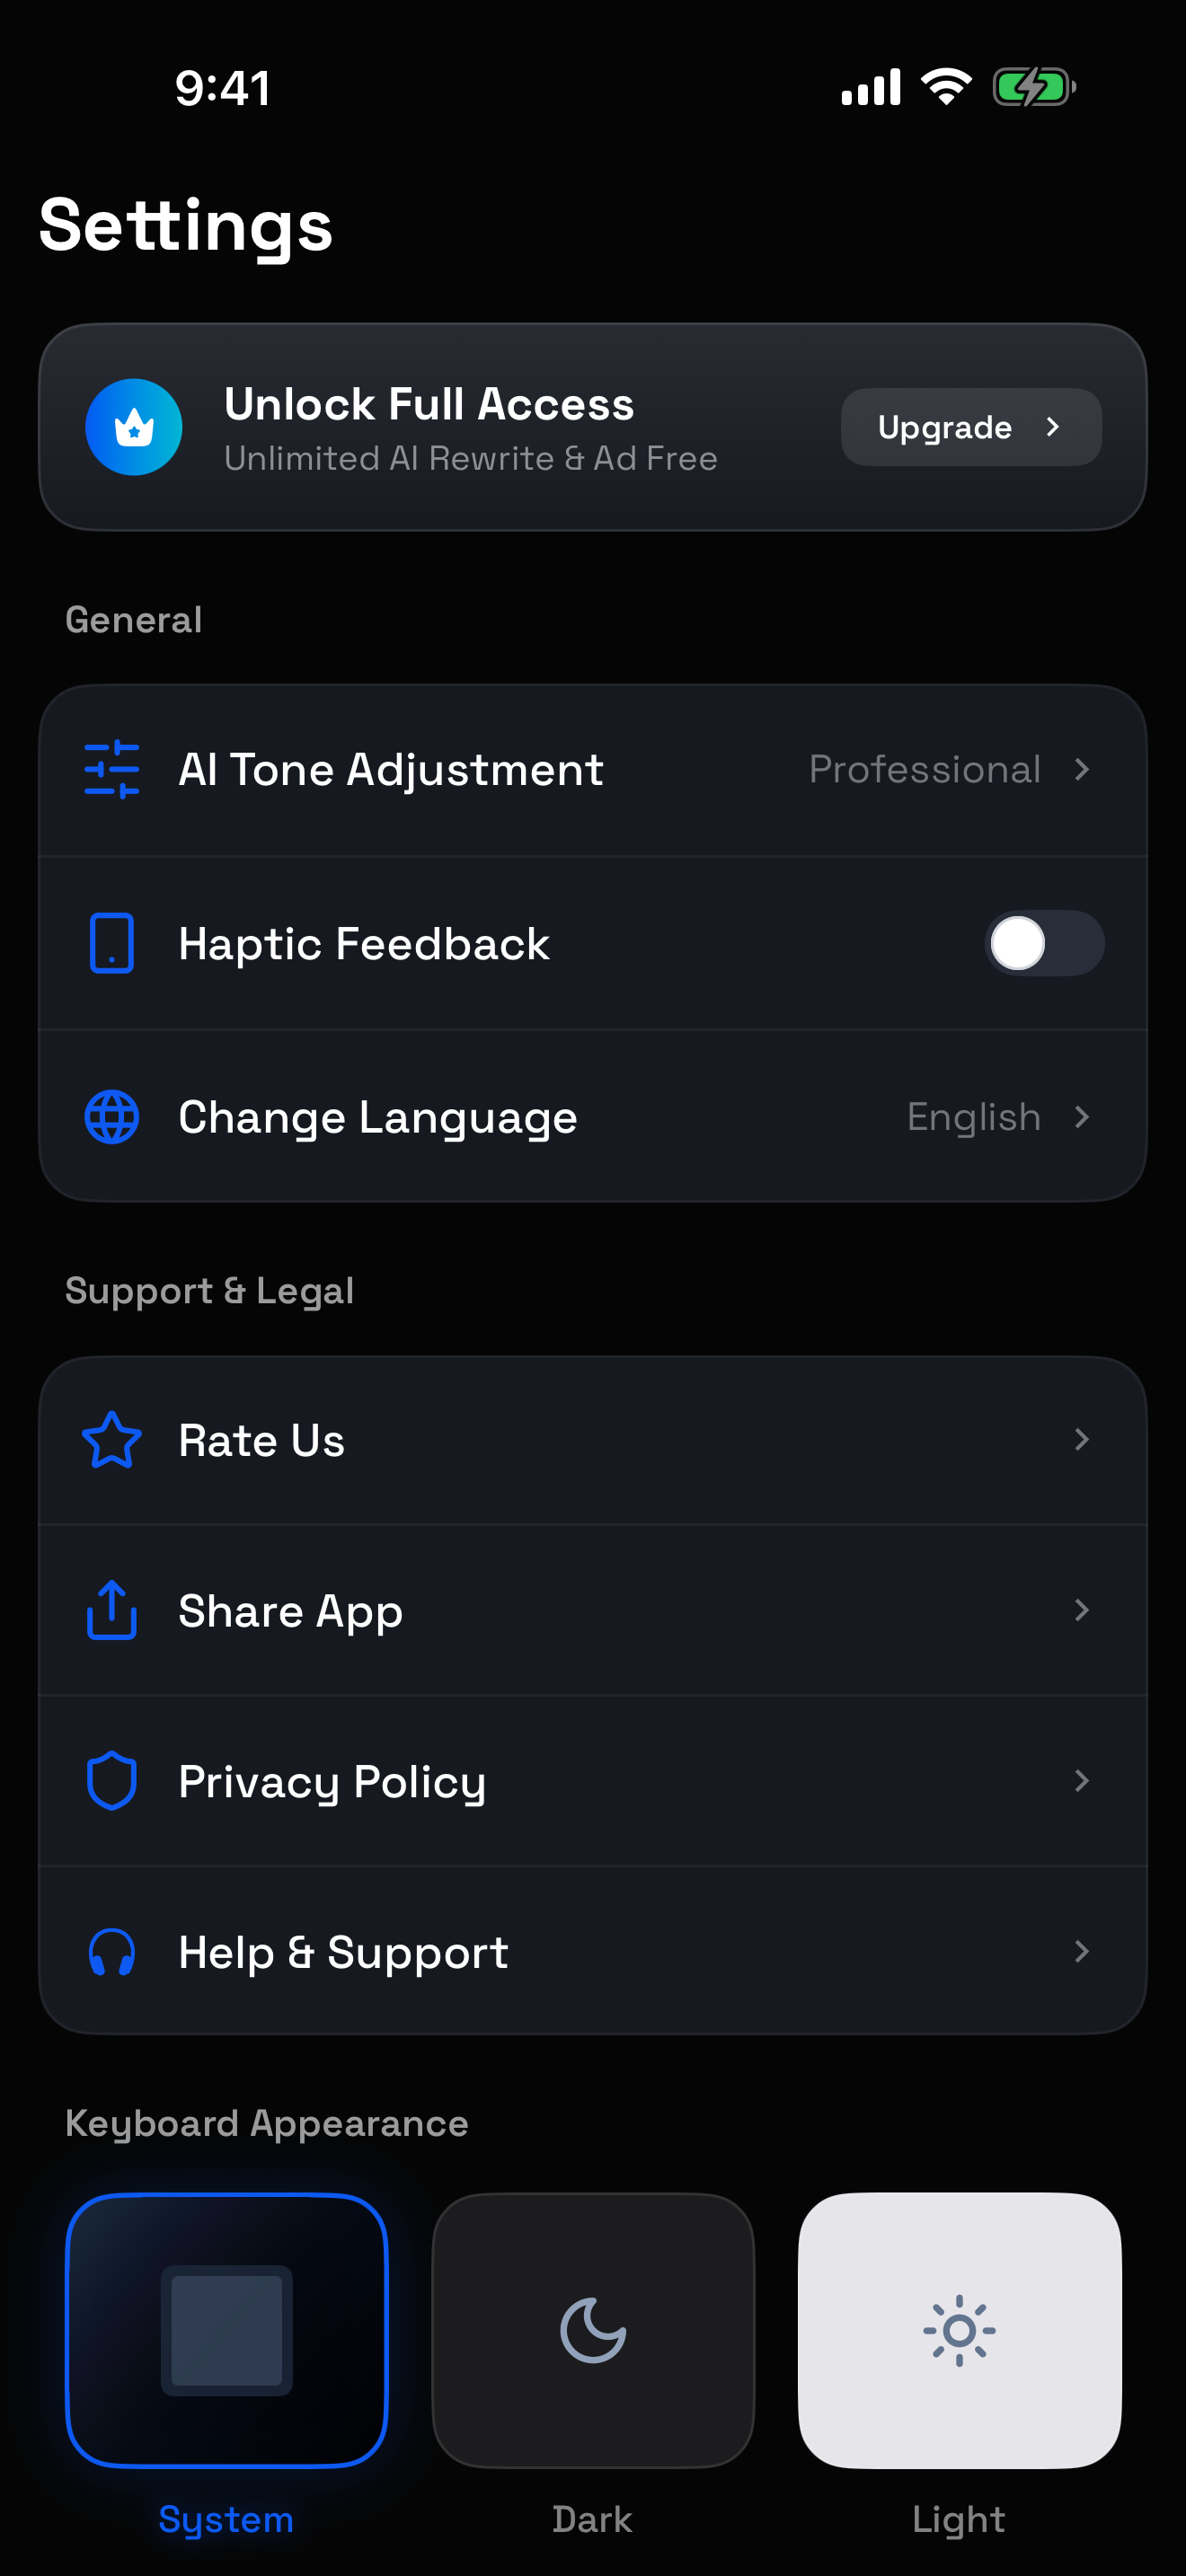 9:41
Settings
Unlock Full Access
Unlimited AI Rewrite & Ad Free
Upgrade
General
AI Tone Adjustment
Professional
Haptic Feedback
Change Language
English
Support & Legal
Rate Us
Share App
Privacy Policy
Help & Support
Keyboard Appearance
System
Dark
Light